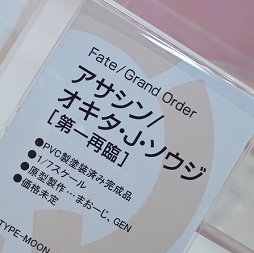 Fate/Grand Order
アサシン/
オキタ・J・ソウジ
[第一再臨]
●PVC製塗装済み完成品
●1/7スケール
●原型製作…まおーじ、GEN
●価格未定
TYPE-MOON